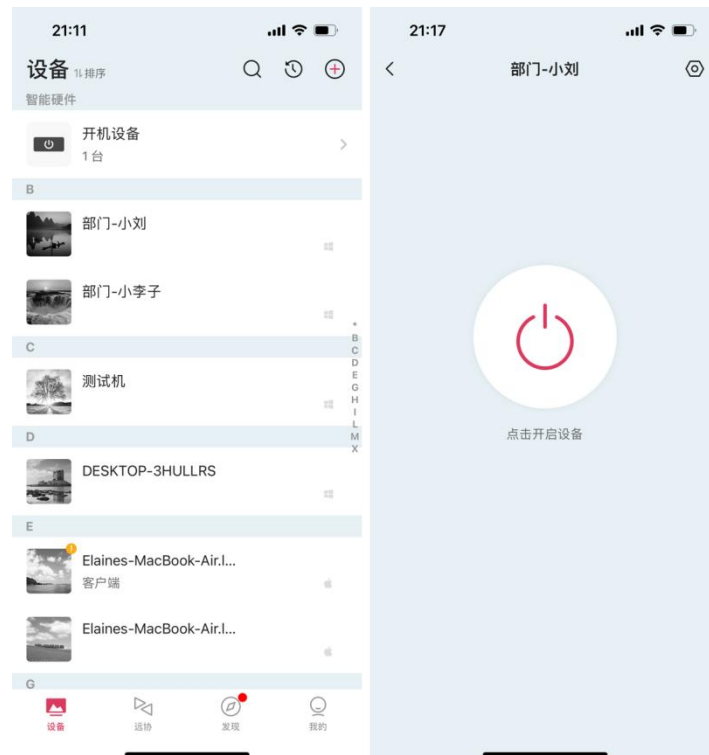 21:11
设备 排序
智能硬件
开机设备
1 台
B
部门-小刘
部门-小李子
C
测试机
D
DESKTOP-3HULLRS
E
Elaines-MacBook-Air.l...
客户端
Elaines-MacBook-Air.l...
G
B
C
D
E
G
H
I
L
M
X
设备
远协
发现
我的
21:17
部门-小刘
点击开启设备